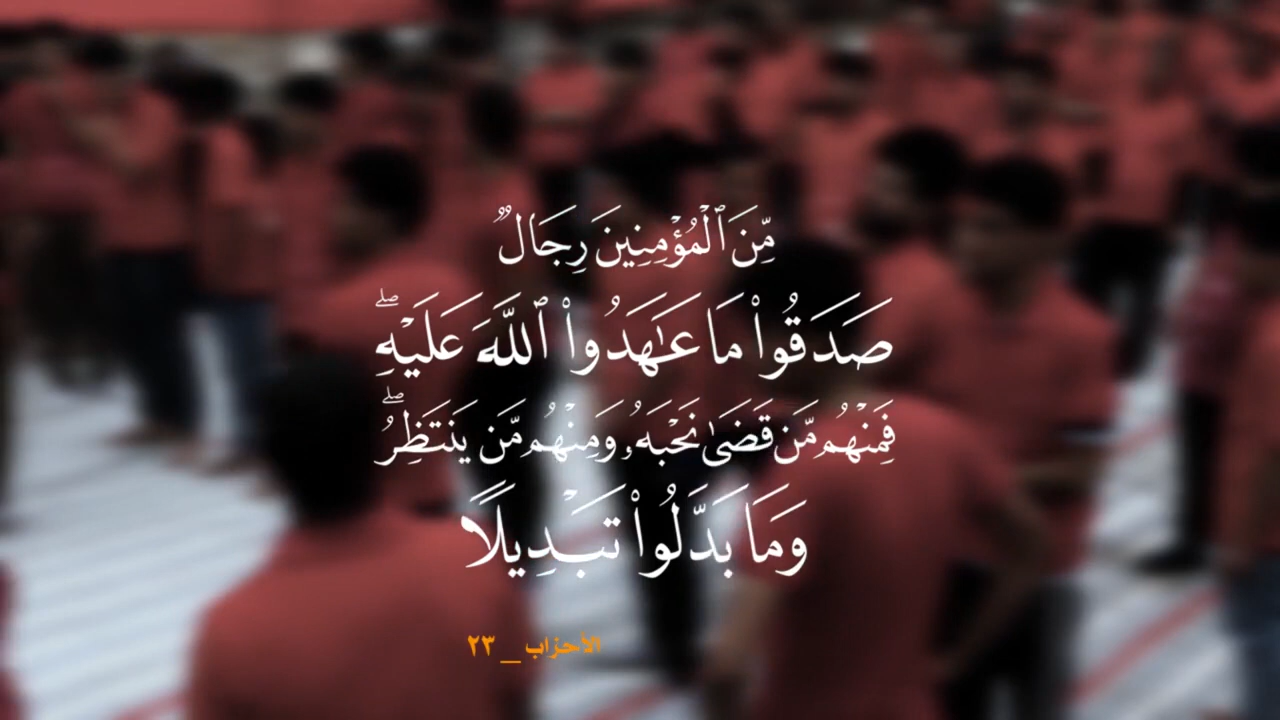 مِّنَ ٱلْمُؤْمِنِينَ رِجَالٌۭ
صَدَقُوا۟ مَا عَـٰهَدُوا۟ ٱللَّهَ عَلَيْهِ ۖ
فَمِنْهُم مَّن قَضَىٰ نَحْبَهُۥ وَمِنْهُم مَّن يَنتَظِرُ ۖ
وَمَا بَدَّلُوا۟ تَبْدِيلًۭا
الأحزاب _ ٢٣